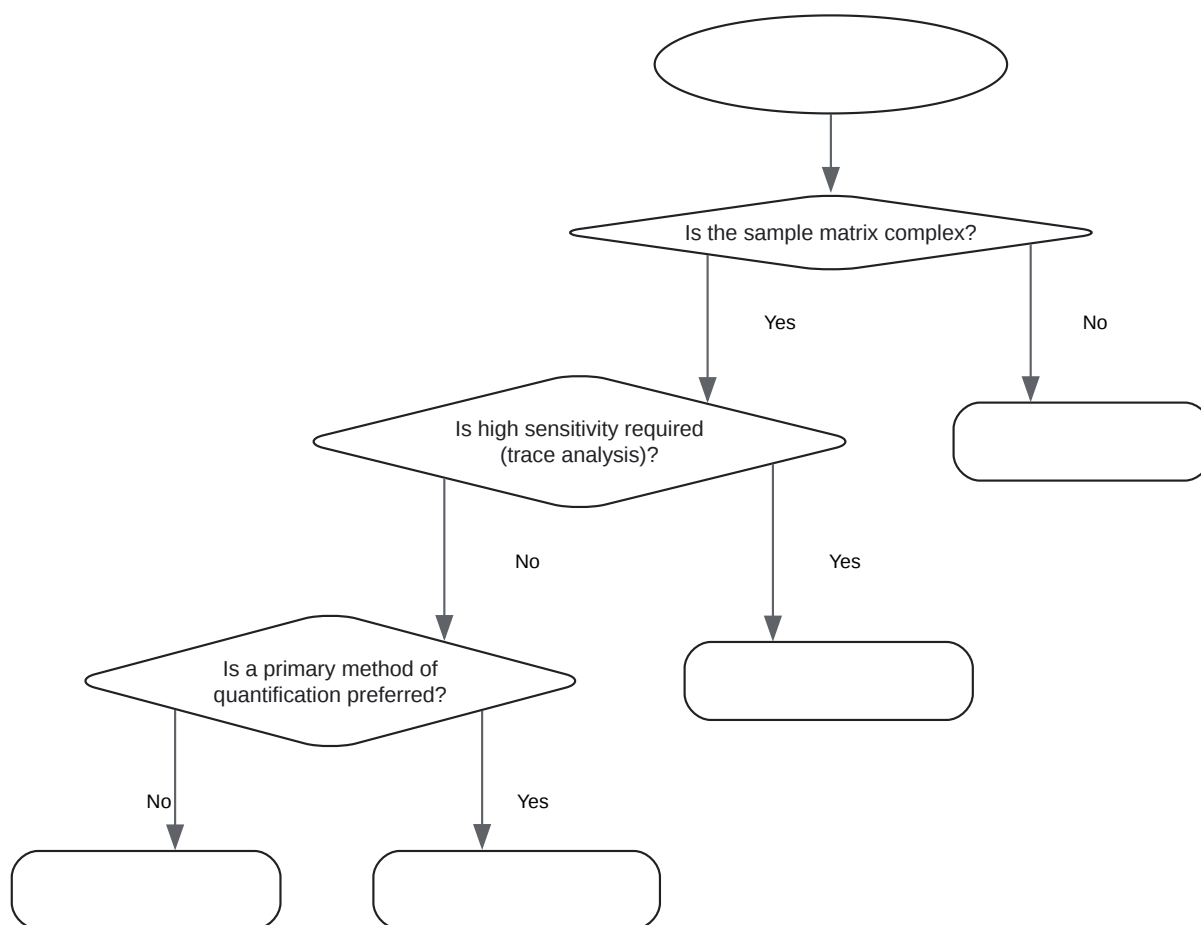 Is the sample matrix complex?
Yes
No
Is high sensitivity required
(trace analysis)?
No
Yes
Is a primary method of
quantification preferred?
No
Yes